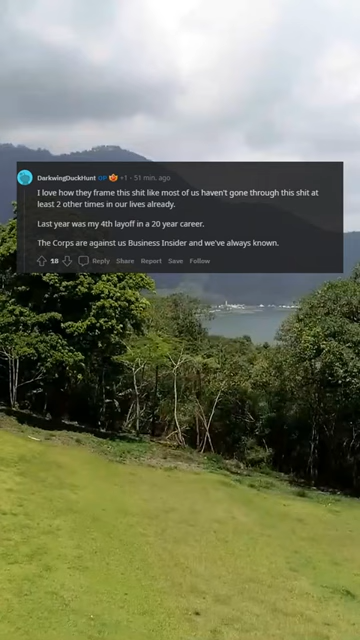 DarkwingDuckHunt OP +1 · 51 min. ago
I love how they frame this shit like most of us haven't gone through this shit at
least 2 other times in our lives already.
Last year was my 4th layoff in a 20 year career.
The Corps are against us Business Insider and we've always known.
18 Reply Share Report Save Follow